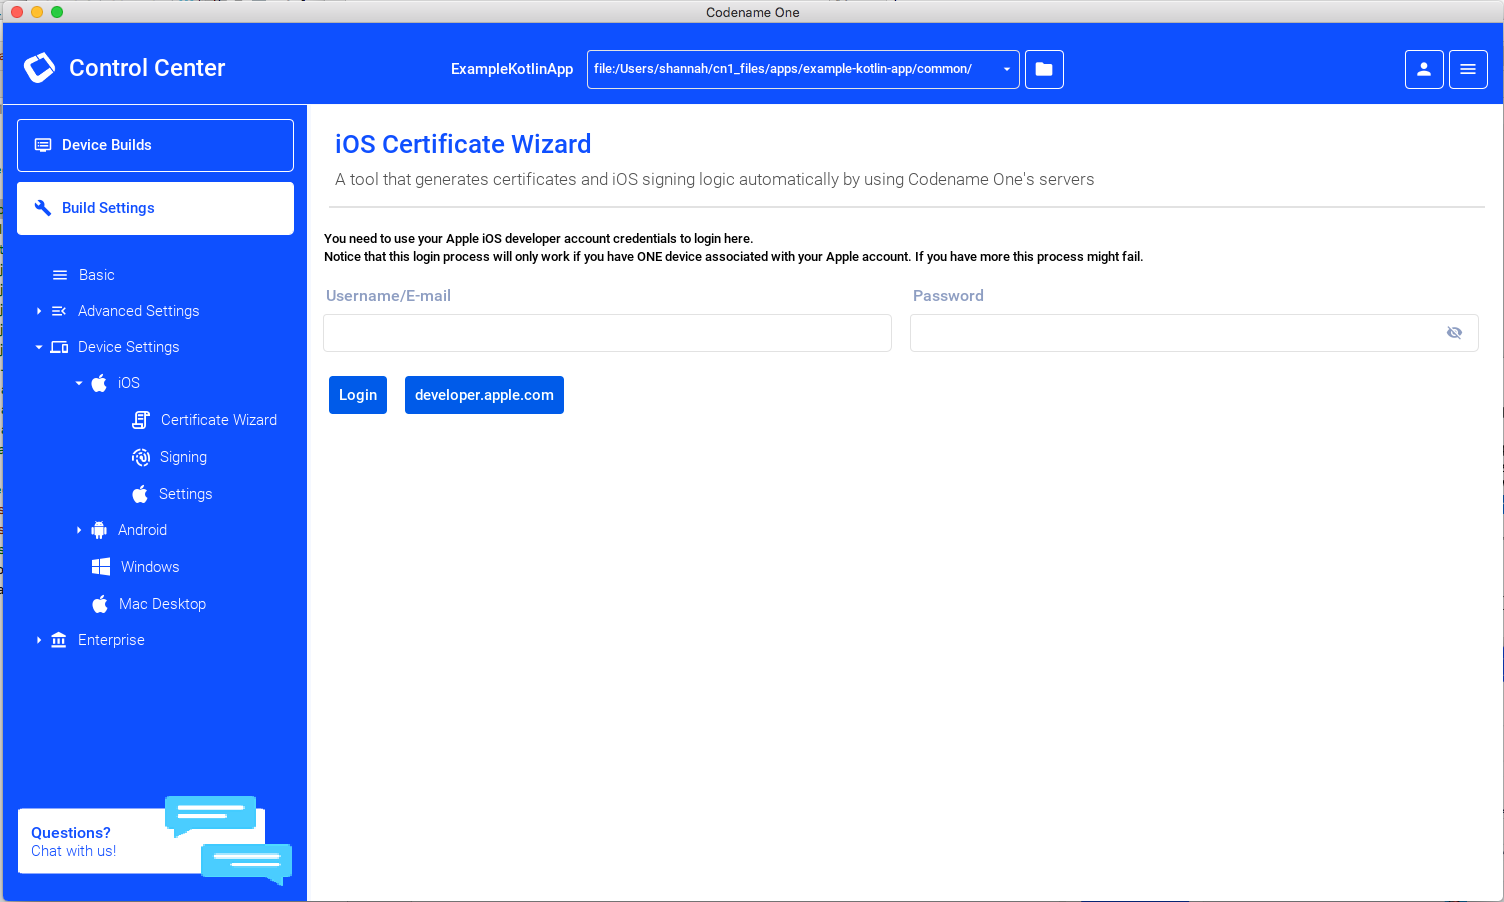 Codename One
Control Center
ExampleKotlinApp
file:/Users/shannah/cn1_files/apps/example-kotlin-app/common/
Device Builds
Build Settings
Basic
Advanced Settings
Device Settings
iOS
Certificate Wizard
Signing
Settings
Android
Windows
Mac Desktop
Enterprise
Questions?
Chat with us!
iOS Certificate Wizard
A tool that generates certificates and iOS signing logic automatically by using Codename One's servers
You need to use your Apple iOS developer account credentials to login here.
Notice that this login process will only work if you have ONE device associated with your Apple account. If you have more this process might fail.
Username/E-mail
Password
Login
developer.apple.com